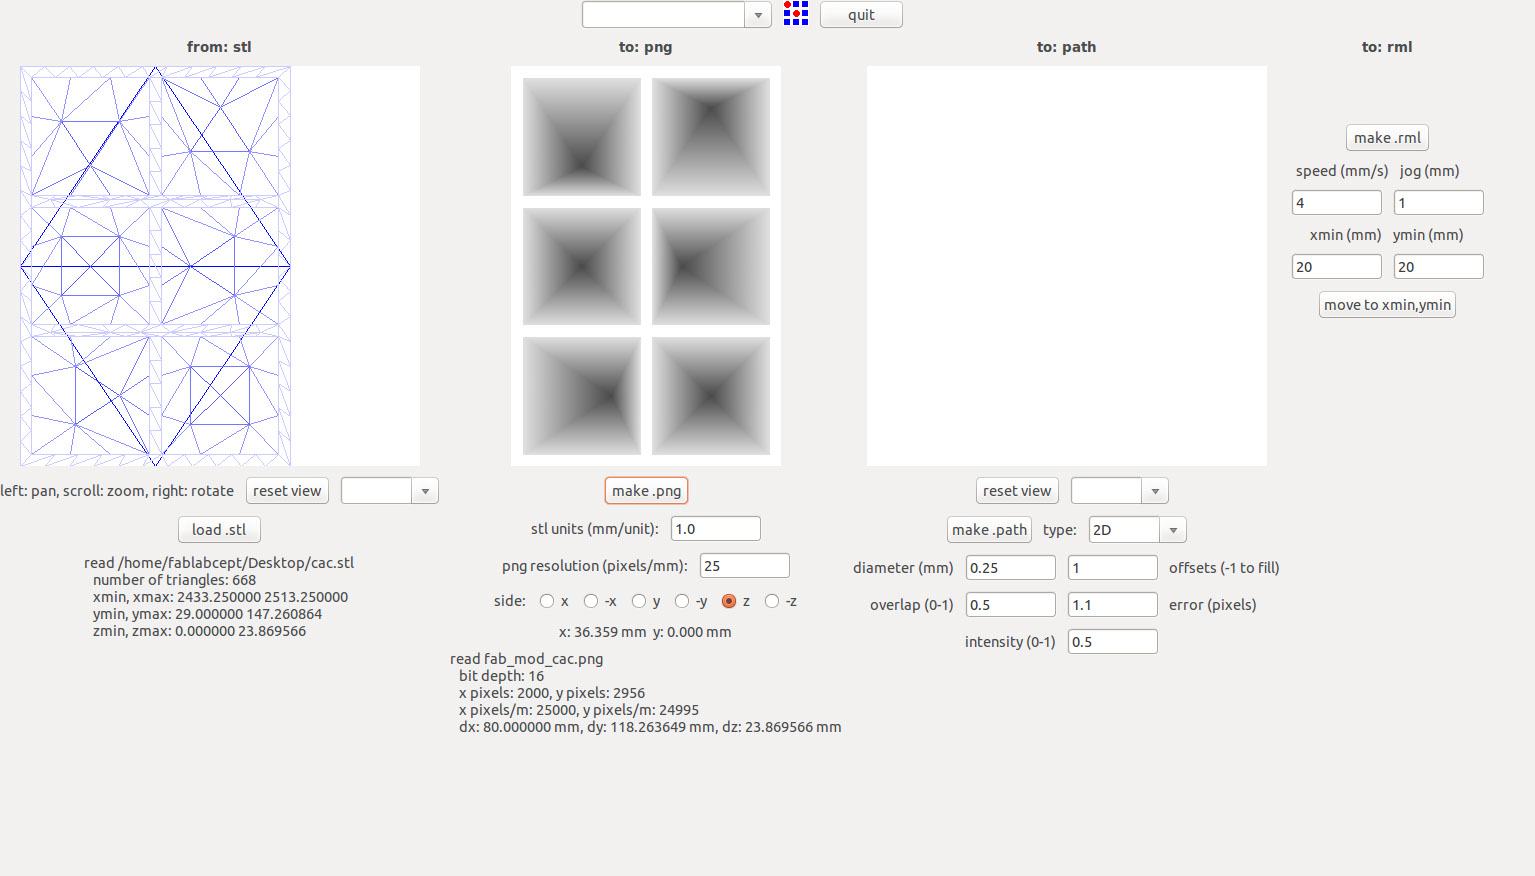 quit
from: stl
to: png
to: path
to: rml
make .rml
speed (mm/s) jog (mm)
4 1
xmin (mm) ymin (mm)
20 20
move to xmin,ymin
left: pan, scroll: zoom, right: rotate reset view
load .stl
read /home/fablabcept/Desktop/cac.stl
number of triangles: 668
xmin, xmax: 2433.250000 2513.250000
ymin, ymax: 29.000000 147.260864
zmin, zmax: 0.000000 23.869566
make .png
stl units (mm/unit): 1.0
png resolution (pixels/mm): 25
side: x -x y -y z -z
x: 36.359 mm y: 0.000 mm
read fab_mod_cac.png
bit depth: 16
x pixels: 2000, y pixels: 2956
x pixels/m: 25000, y pixels/m: 24995
dx: 80.000000 mm, dy: 118.263649 mm, dz: 23.869566 mm
reset view
make .path type: 2D
diameter (mm) 0.25 1 offsets (-1 to fill)
overlap (0-1) 0.5 1.1 error (pixels)
intensity (0-1) 0.5